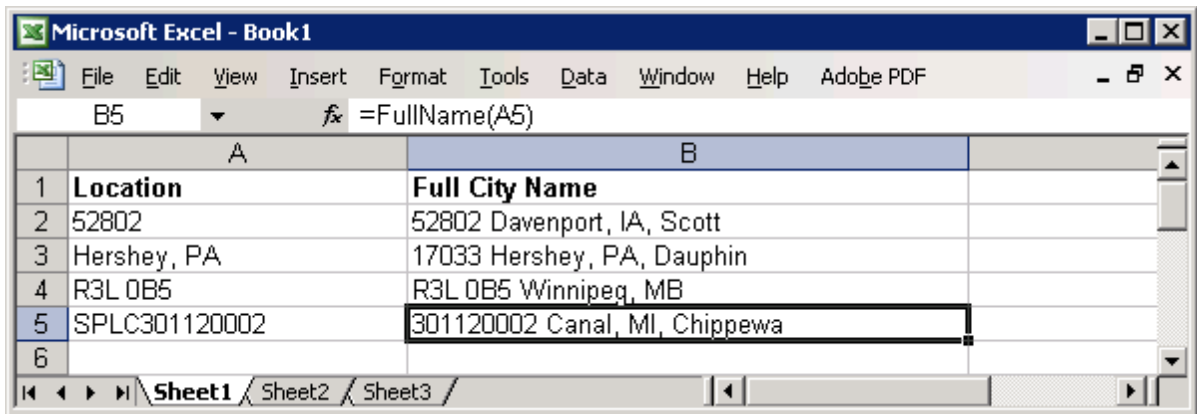 Microsoft Excel - Book1
File Edit View Insert Format Tools Data Window Help Adobe PDF
B5 fx =FullName(A5)
A B
1 Location Full City Name
2 52802 52802 Davenport, IA, Scott
3 Hershey, PA 17033 Hershey, PA, Dauphin
4 R3L 0B5 R3L 0B5 Winnipeg, MB
5 SPLC301120002 301120002 Canal, MI, Chippewa
6
Sheet1 Sheet2 Sheet3